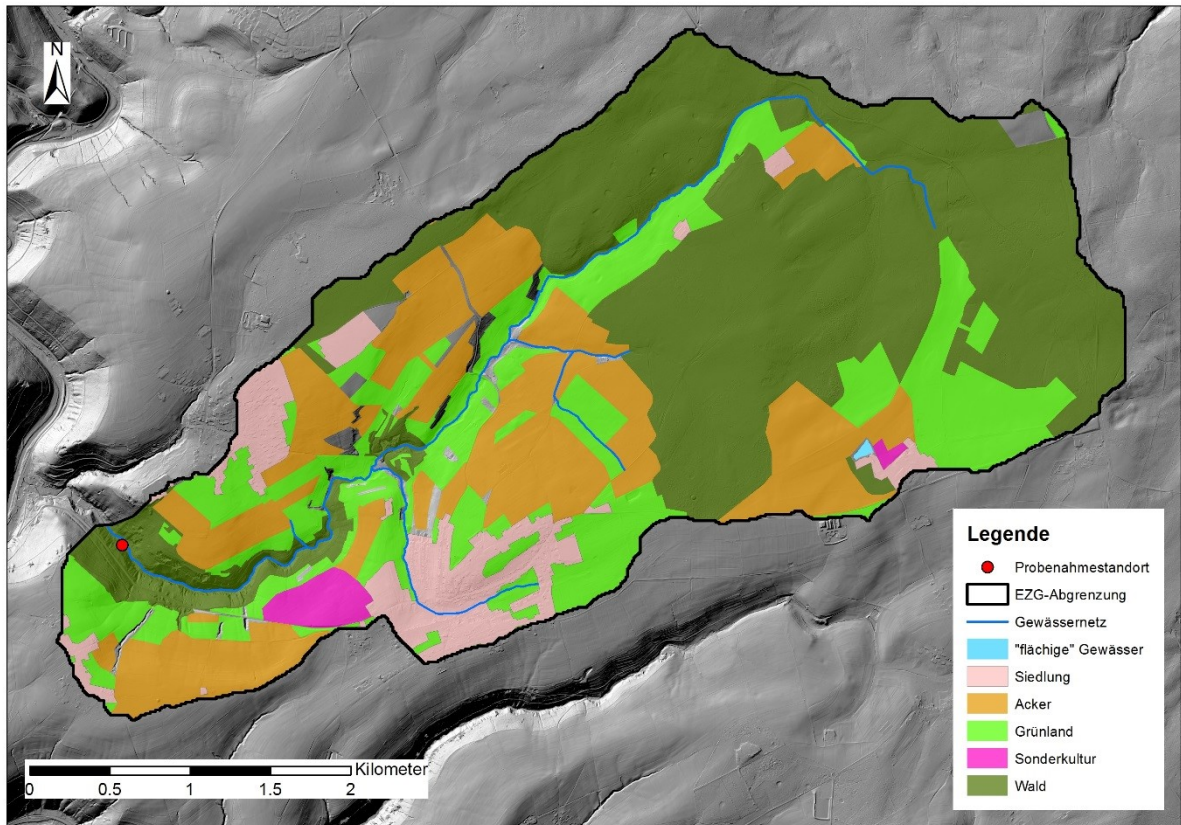 N
Legende
Probenahmestandort
EZG-Abgrenzung
Gewässernetz
"flächige" Gewässer
Siedlung
Acker
Grünland
Sonderkultur
Wald
Kilometer
0 0.5 1 1.5 2